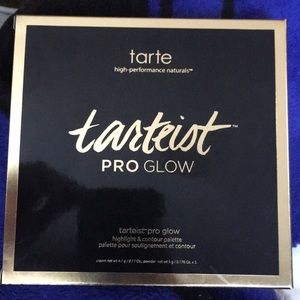 tarte
high-performance naturals™
tarteist™
PRO GLOW
tarteist™ pro glow
highlight & contour palette
palette pour soulignement et contour